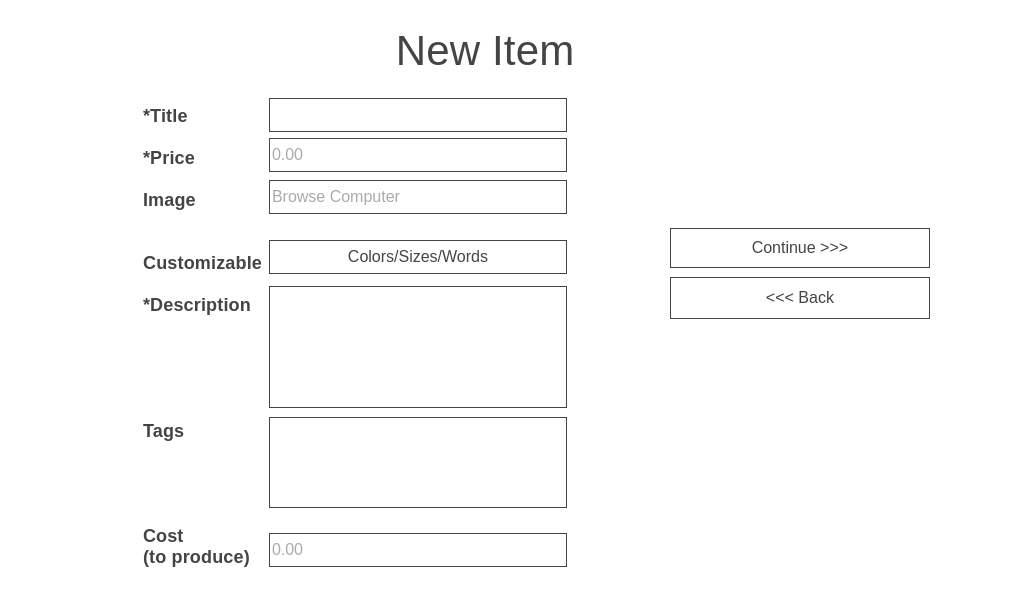 New Item
*Title
*Price
0.00
Image
Browse Computer
Customizable
Colors/Sizes/Words
Continue >>>
*Description
<<< Back
Tags
Cost
(to produce)
0.00